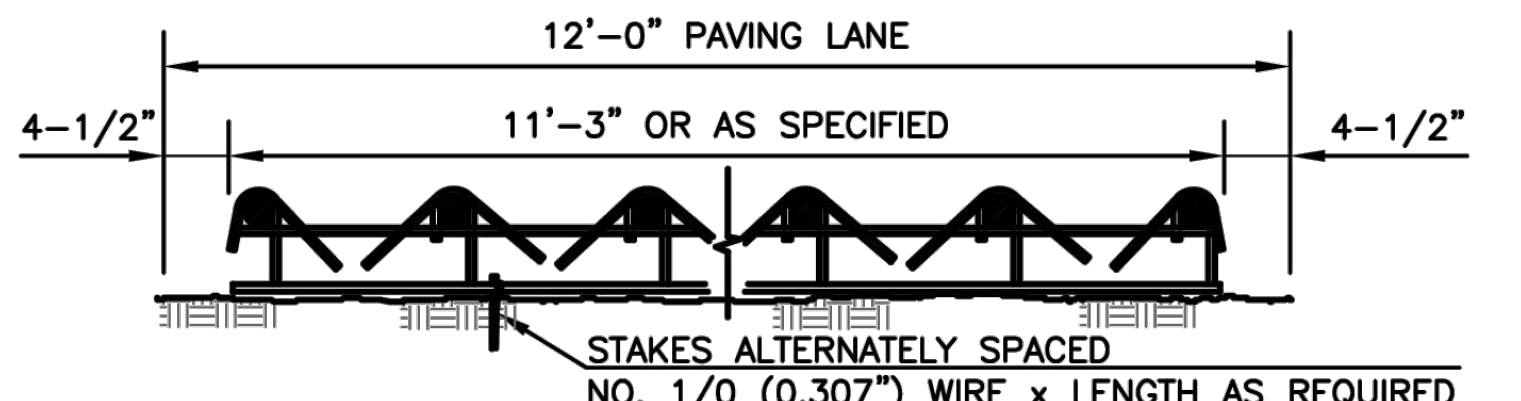 12'-0" PAVING LANE
4-1/2" 11'-3" OR AS SPECIFIED 4-1/2"
STAKES ALTERNATELY SPACED
NO. 1/0 (0.307") WIRE x LENGTH AS REQUIRED